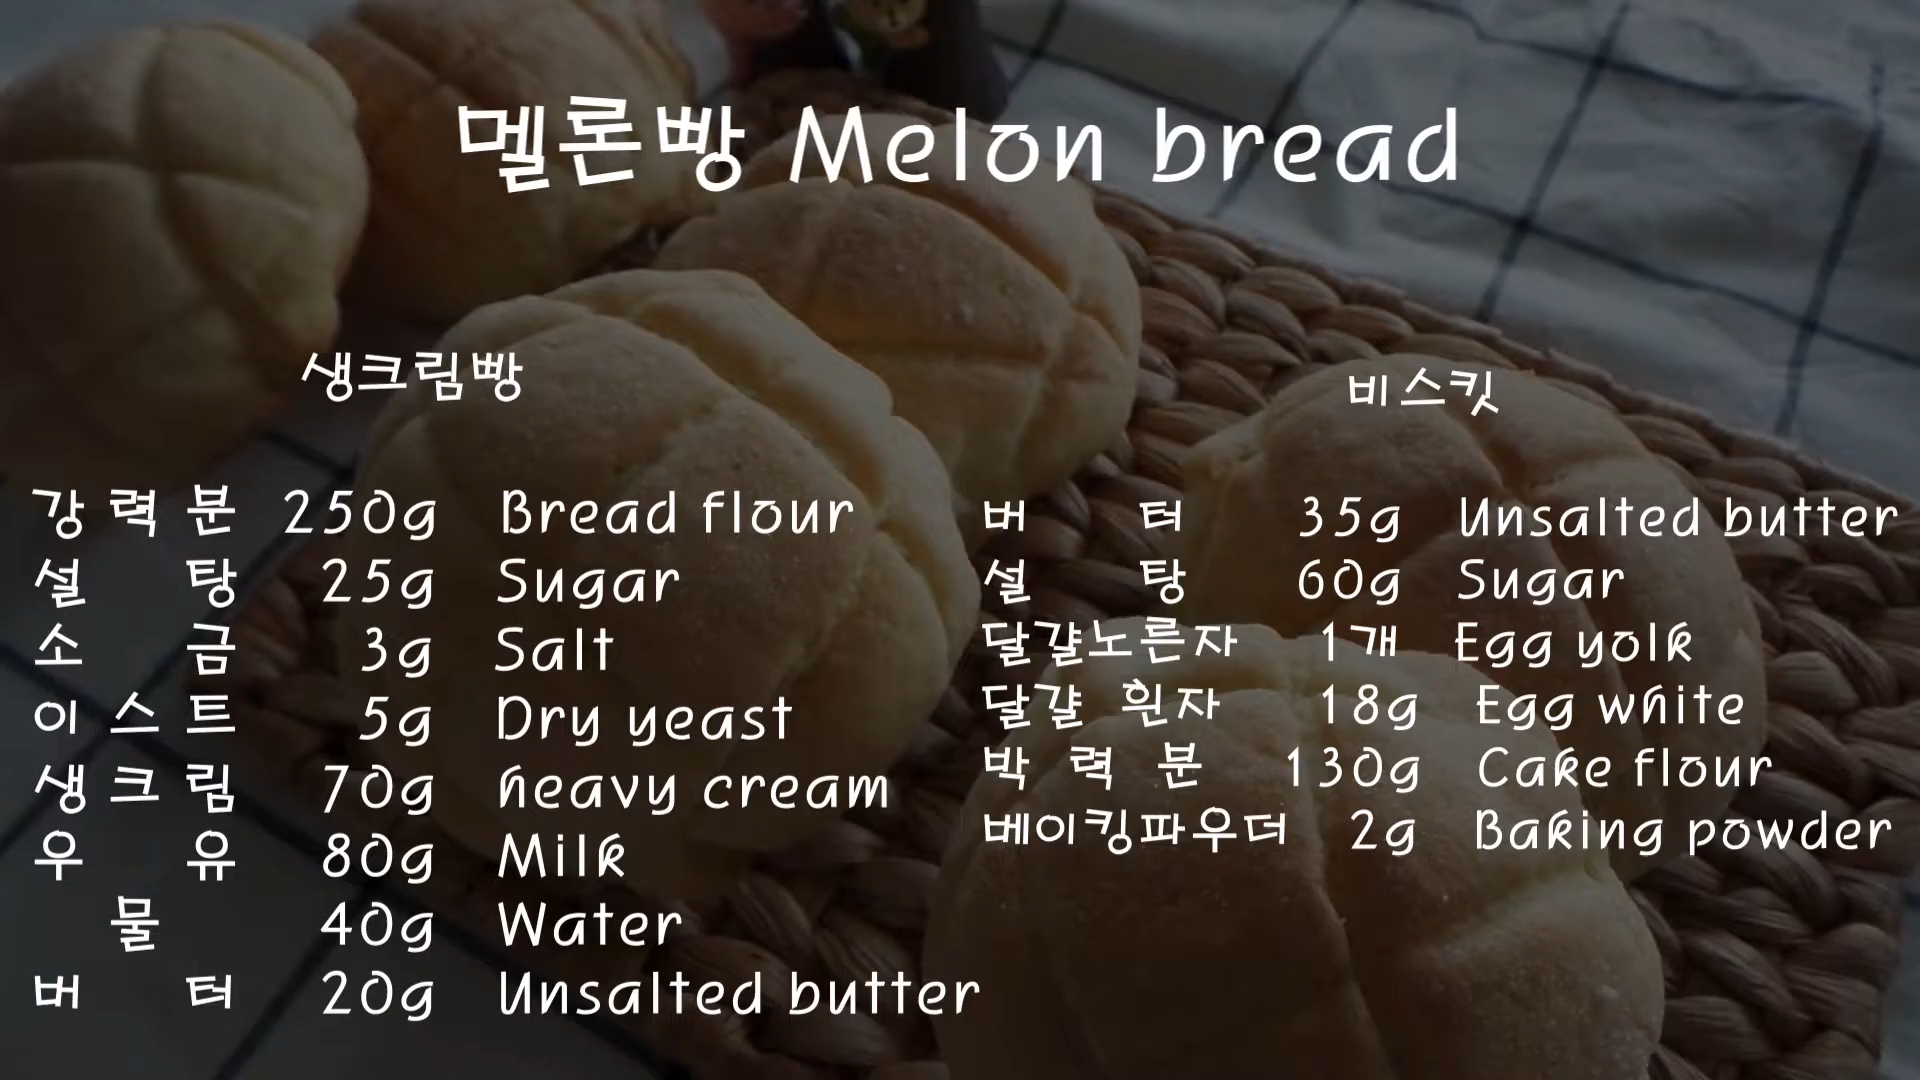 멜론빵 Melon bread
생크림빵
강력분 250g Bread flour
설 탕 25g Sugar
소 금 3g Salt
이스트 5g Dry yeast
생크림 70g heavy cream
우 유 80g Milk
물 40g Water
버 터 20g Unsalted butter
비스킷
버 터 35g Unsalted butter
설 탕 60g Sugar
달걀노른자 1개 Egg yolk
달걀 흰자 18g Egg white
박 력 분 130g Cake flour
베이킹파우더 2g Baking powder